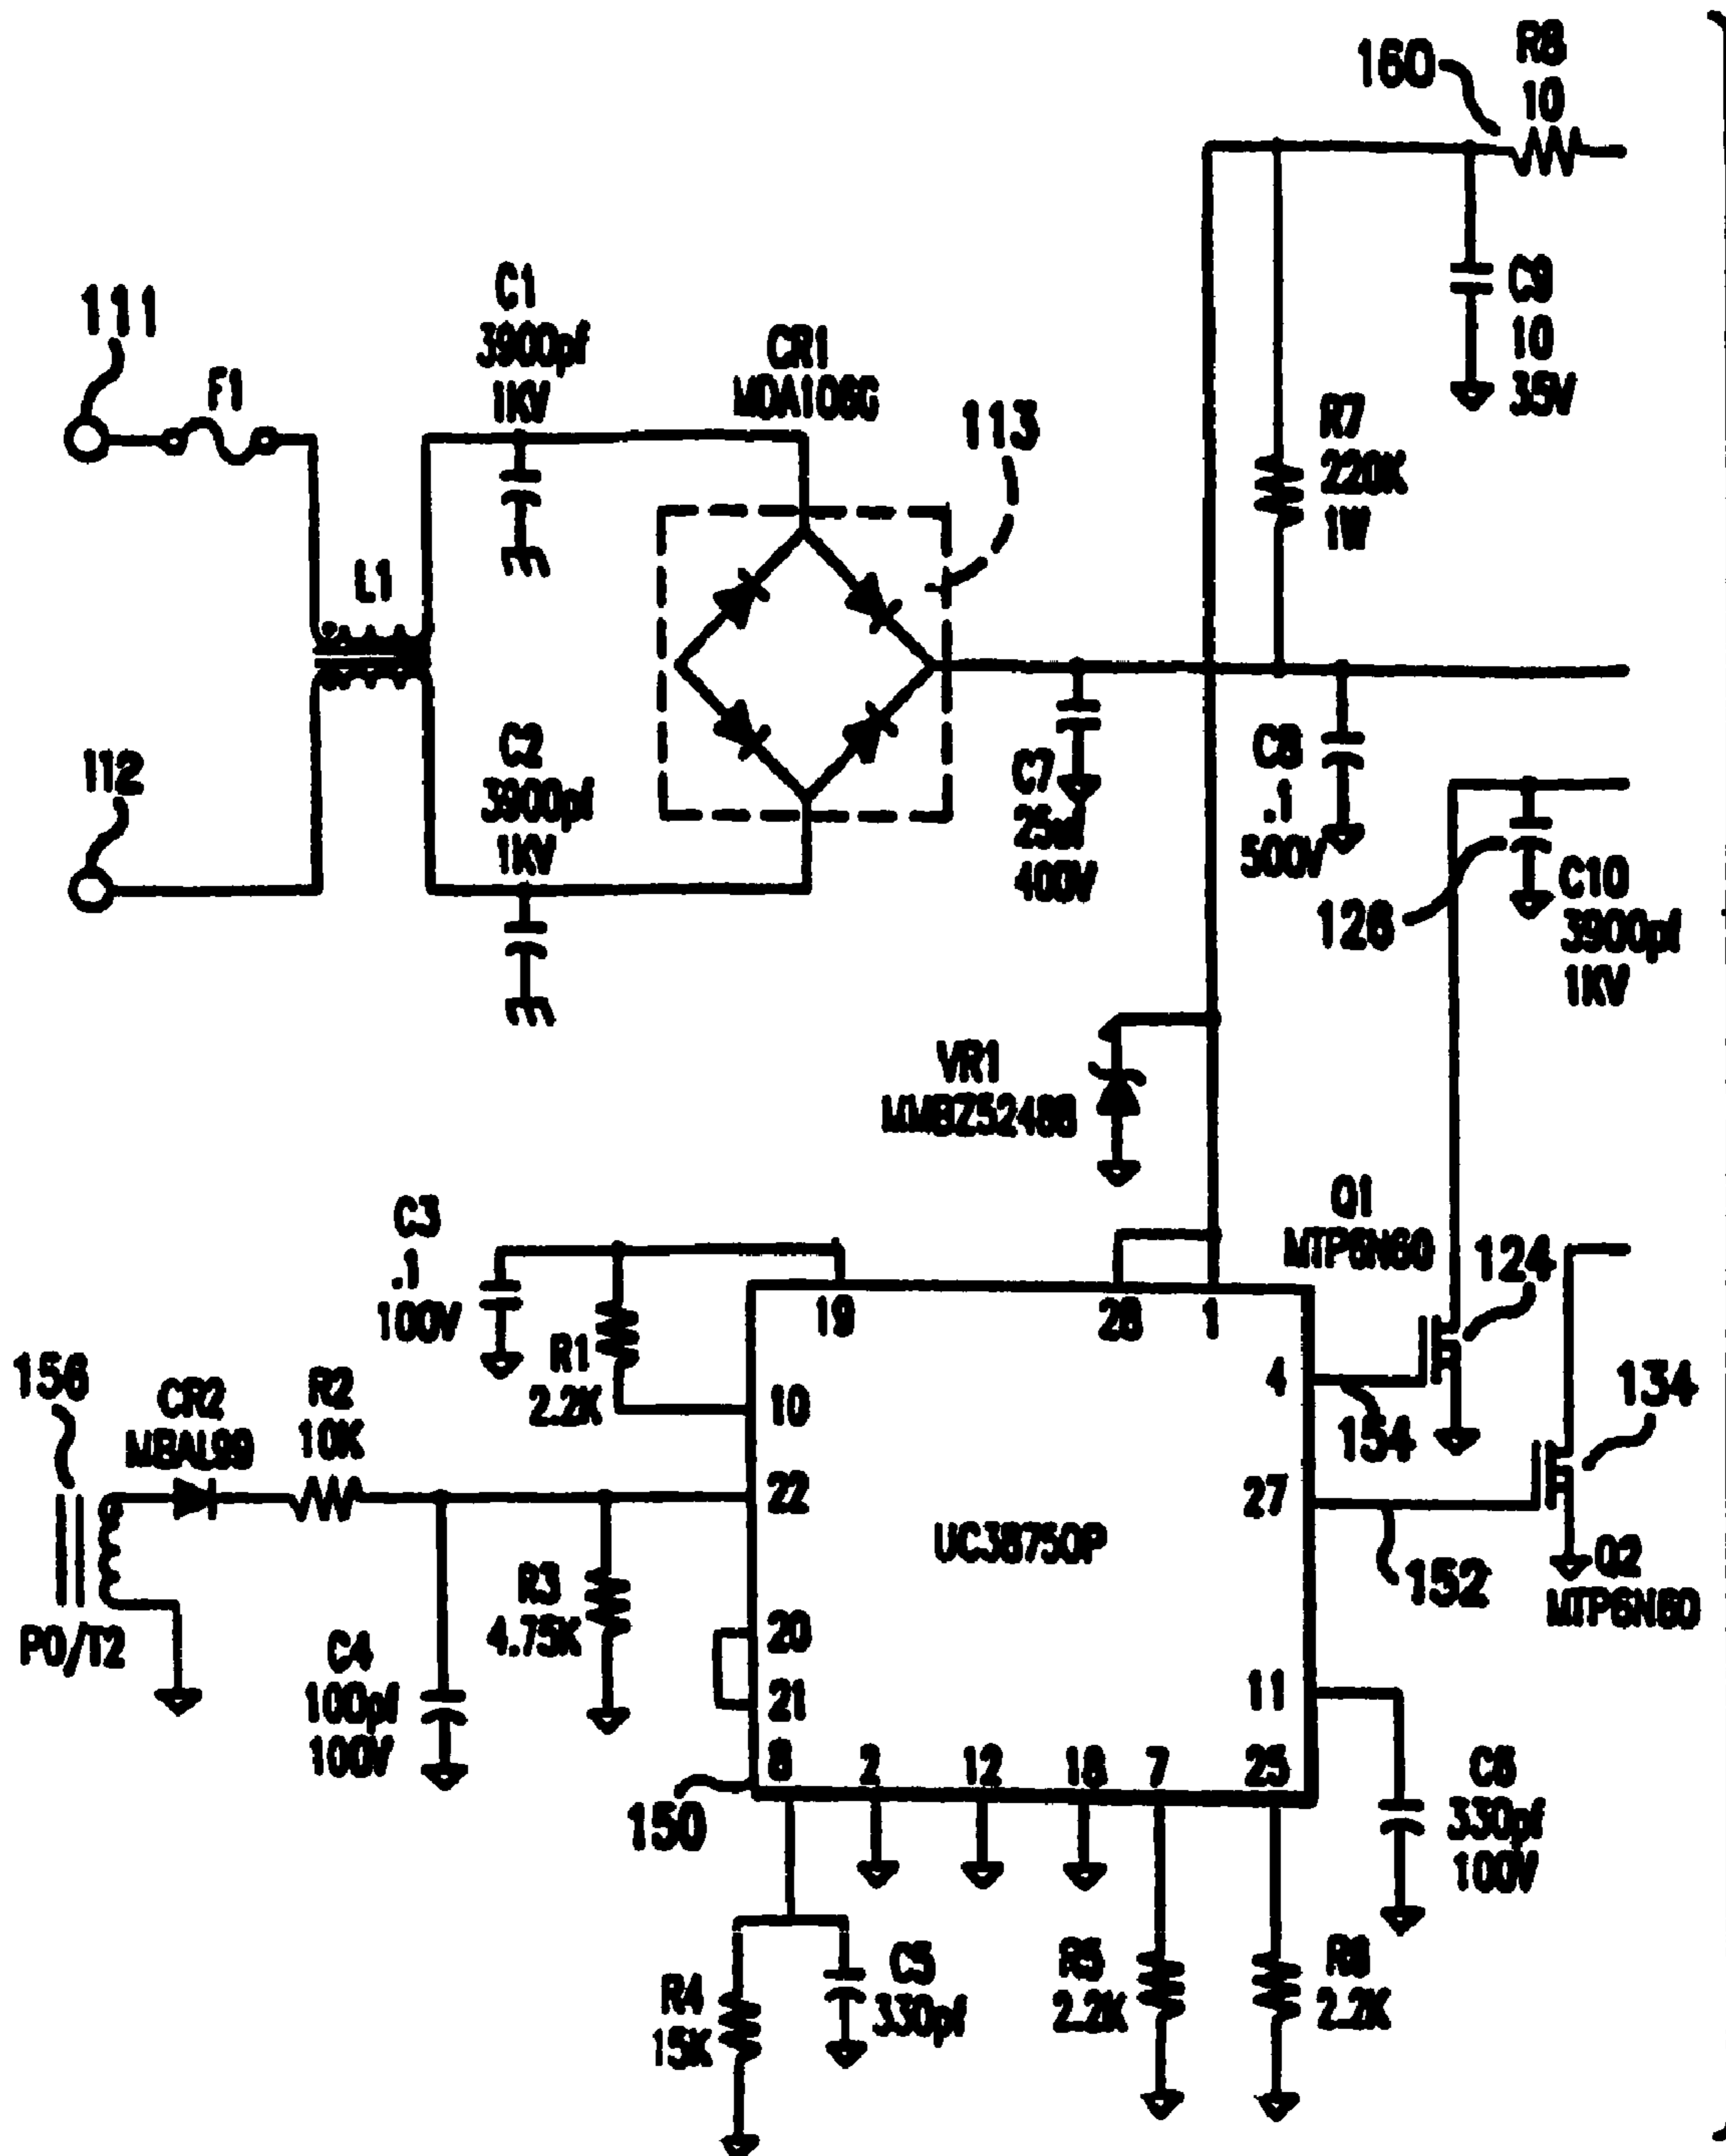 160
R8
10
111
F1
C1
3900pf
1KV
CR1
MDA106G
113
C9
10
35V
R7
220K
1W
L1
112
C2
3900pf
1KV
C7
400V
C8
.1
500V
126
C10
3900pf
1KV
VR1
C3
.1
100V
Q1
MTP6N60
124
19
28
1
R1
2.2K
10
4
154
134
156
CR2
R2
10K
22
27
UC3875QP
152
Q2
MTP6N60
R3
4.75K
20
21
PO/T2
C4
100pf
100V
11
8
2
12
18
7
25
150
C6
330pf
100V
R4
15K
C5
330pf
R5
2.2K
R6
2.2K